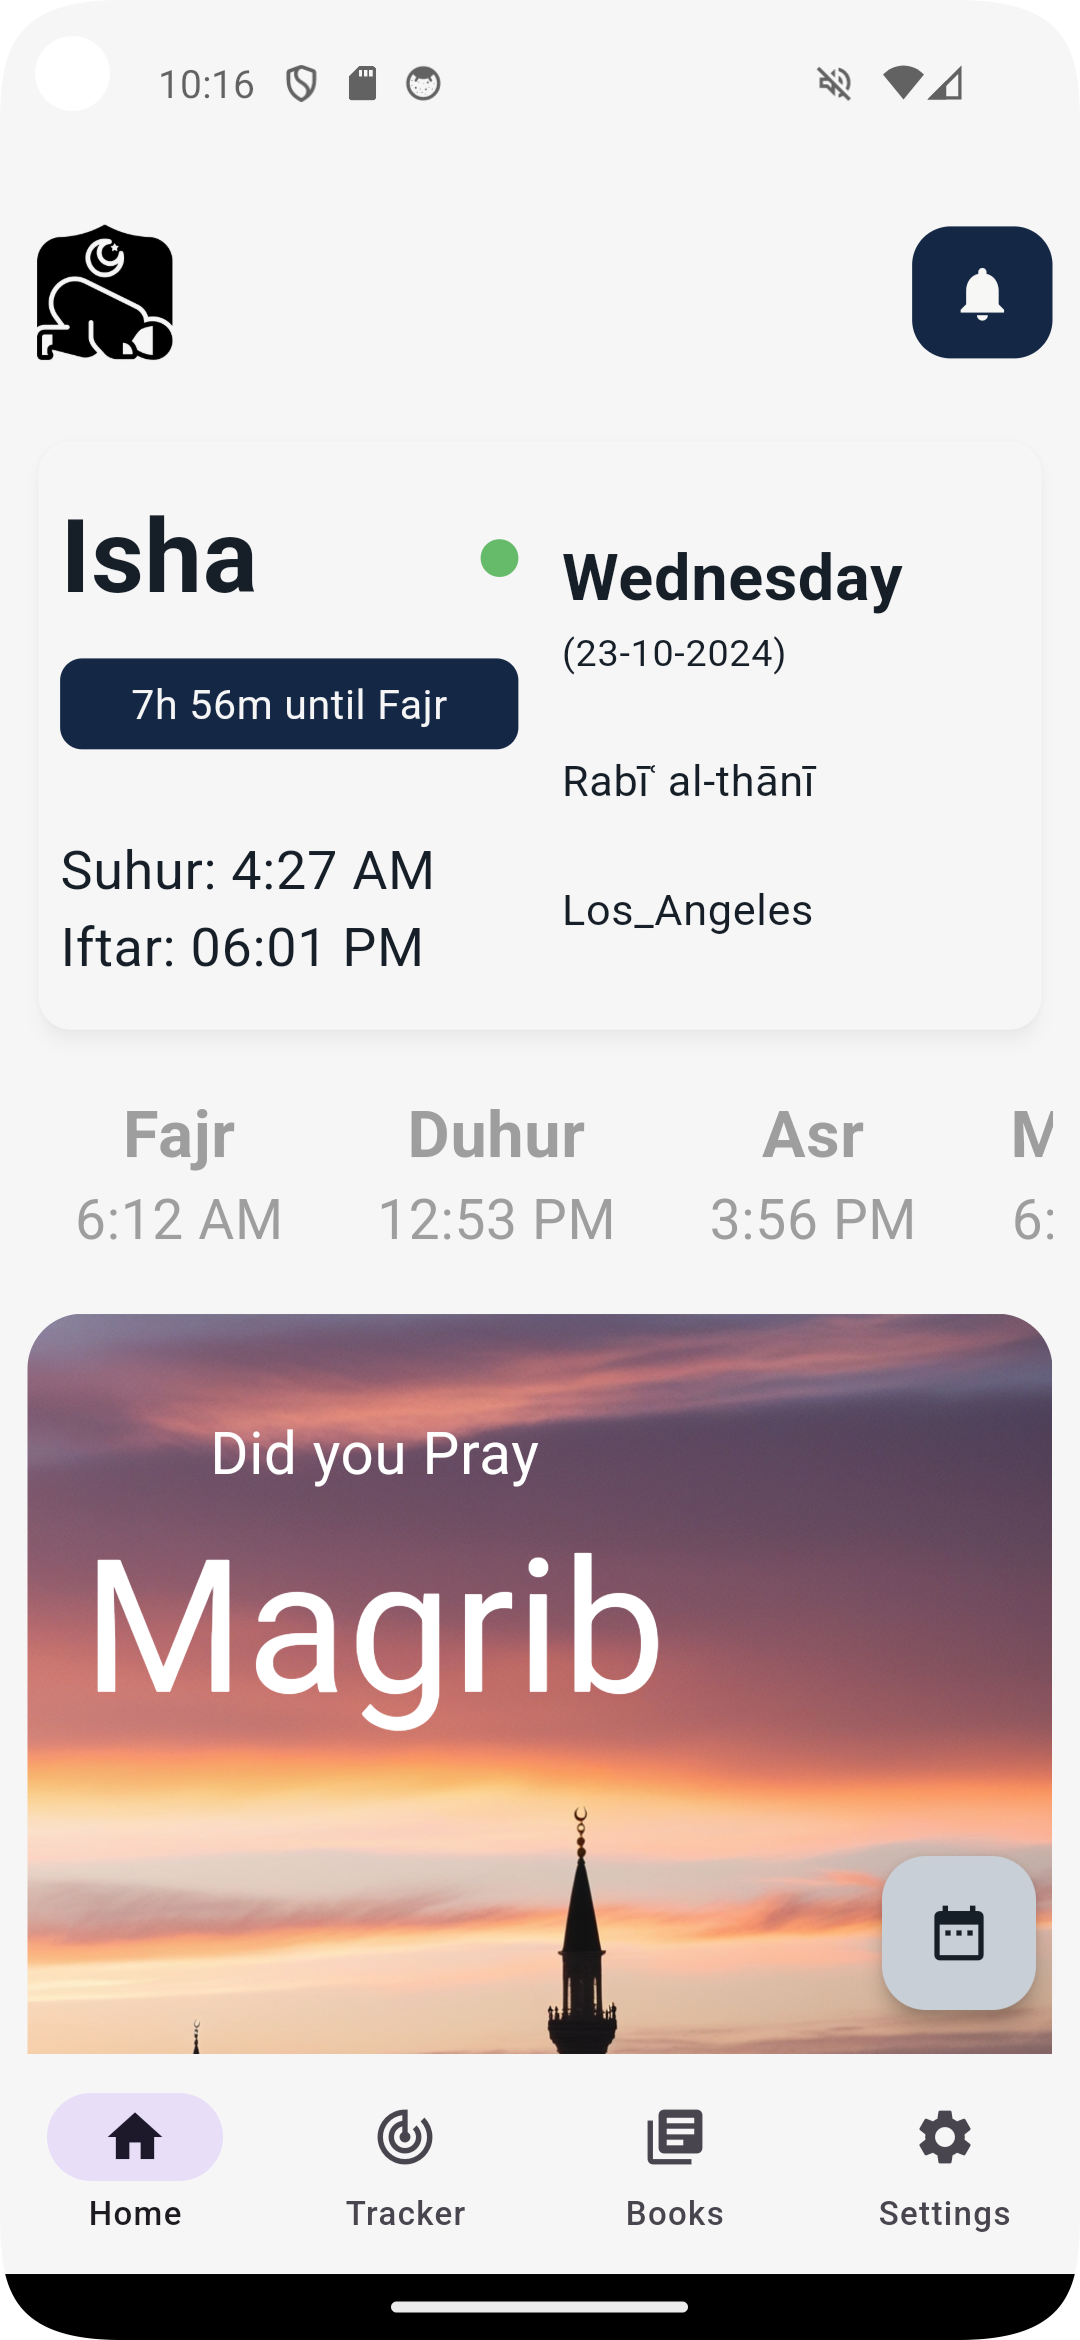 10:16
Isha
7h 56m until Fajr
Suhur: 4:27 AM
Iftar: 06:01 PM
Wednesday
(23-10-2024)
Rabīʿ al-thānī
Los_Angeles
Fajr
6:12 AM
Duhur
12:53 PM
Asr
3:56 PM
M
6:
Did you Pray
Magrib
Home
Tracker
Books
Settings